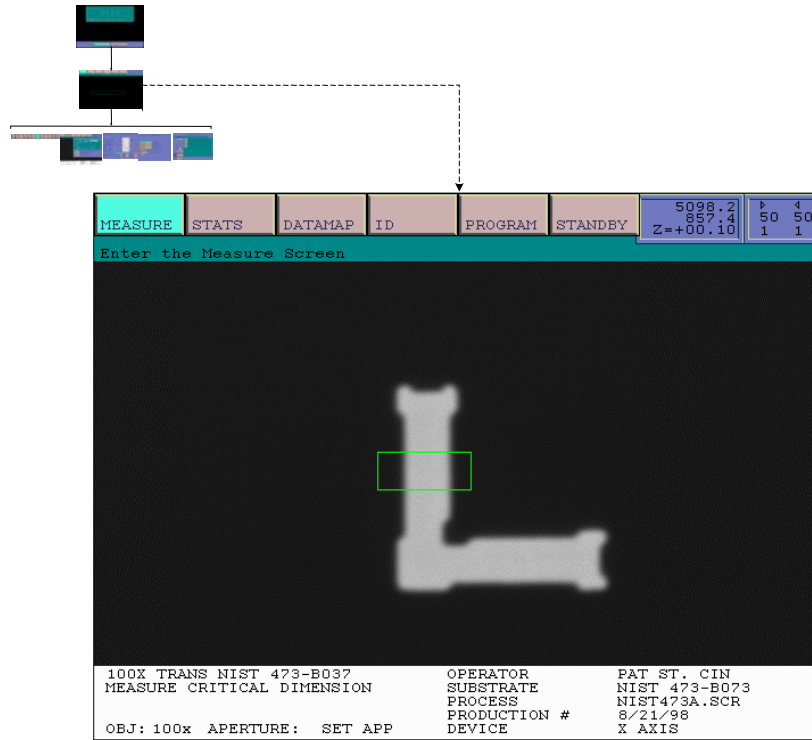 MEASURE STATS DATAMAP ID PROGRAM STANDBY
5098.2
857.4
Z=+00.10
50 50
1 1
Enter the Measure Screen
100X TRANS NIST 473-B037
MEASURE CRITICAL DIMENSION
OBJ: 100x APERTURE: SET APP
OPERATOR PAT ST. CIN
SUBSTRATE NIST 473-B073
PROCESS NIST473A.SCR
PRODUCTION # 8/21/98
DEVICE X AXIS